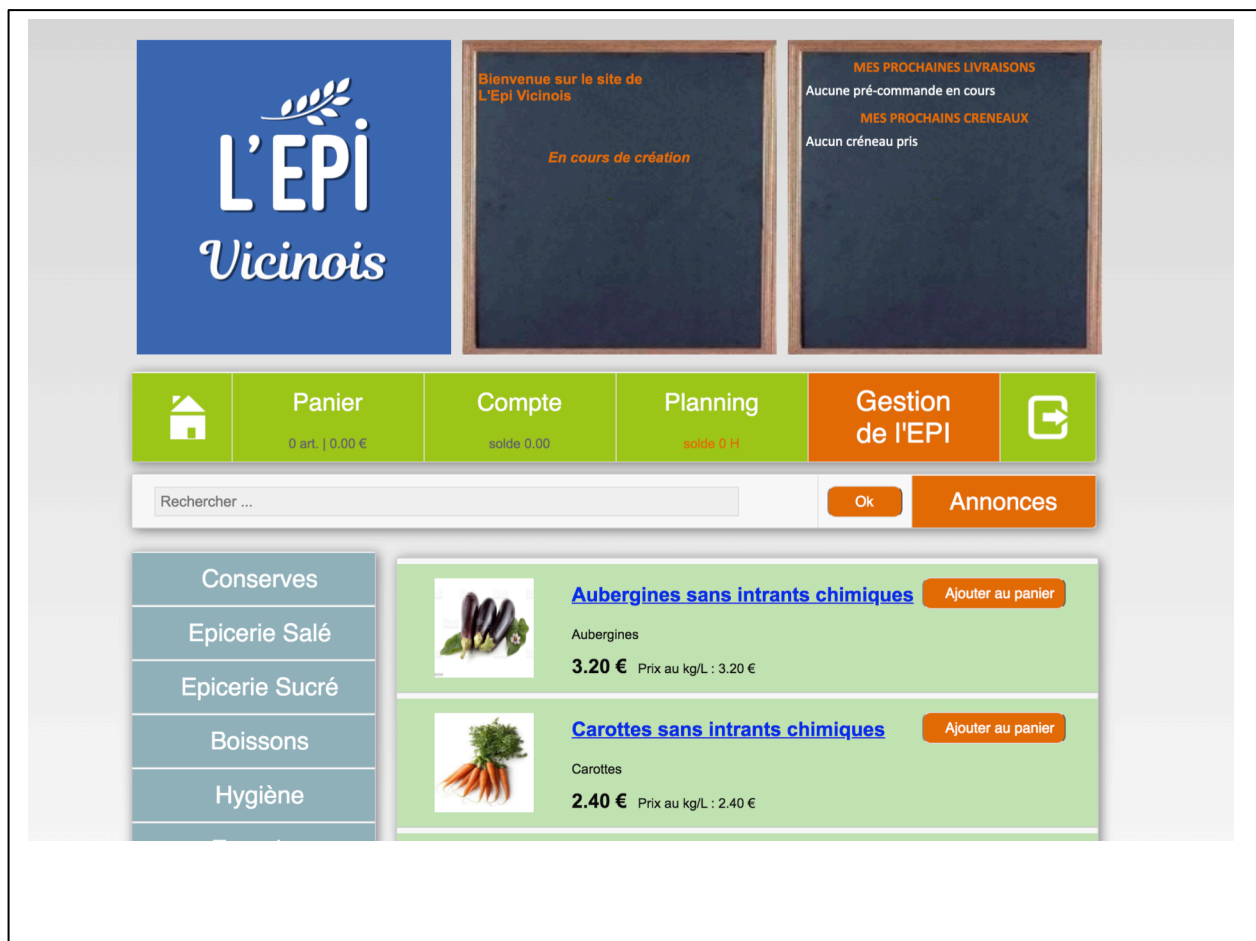 L'EPI
Vicinois
Bienvenue sur le site de
L'Epi Vicinois
En cours de création
MES PROCHAINES LIVRAISONS
Aucune pré-commande en cours
MES PROCHAINS CRENEAUX
Aucun créneau pris
Panier
0 art. | 0.00 €
Compte
solde 0.00
Planning
solde 0 H
Gestion
de l'EPI
Rechercher ...
Ok
Annonces
Conserves
Epicerie Salé
Epicerie Sucré
Boissons
Hygiène
Aubergines sans intrants chimiques
Ajouter au panier
Aubergines
3.20 € Prix au kg/L : 3.20 €
Carottes sans intrants chimiques
Ajouter au panier
Carottes
2.40 € Prix au kg/L : 2.40 €